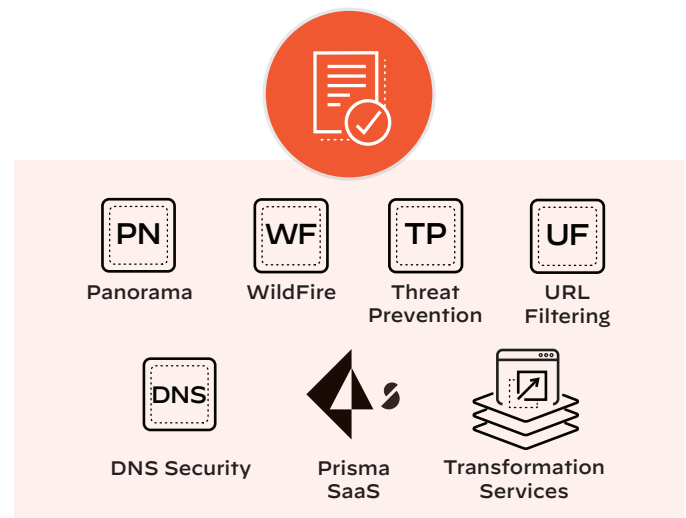 PN
WF
TP
UF
Panorama
WildFire
Threat
Prevention
URL
Filtering
DNS
S
DNS Security
Prisma
SaaS
Transformation
Services